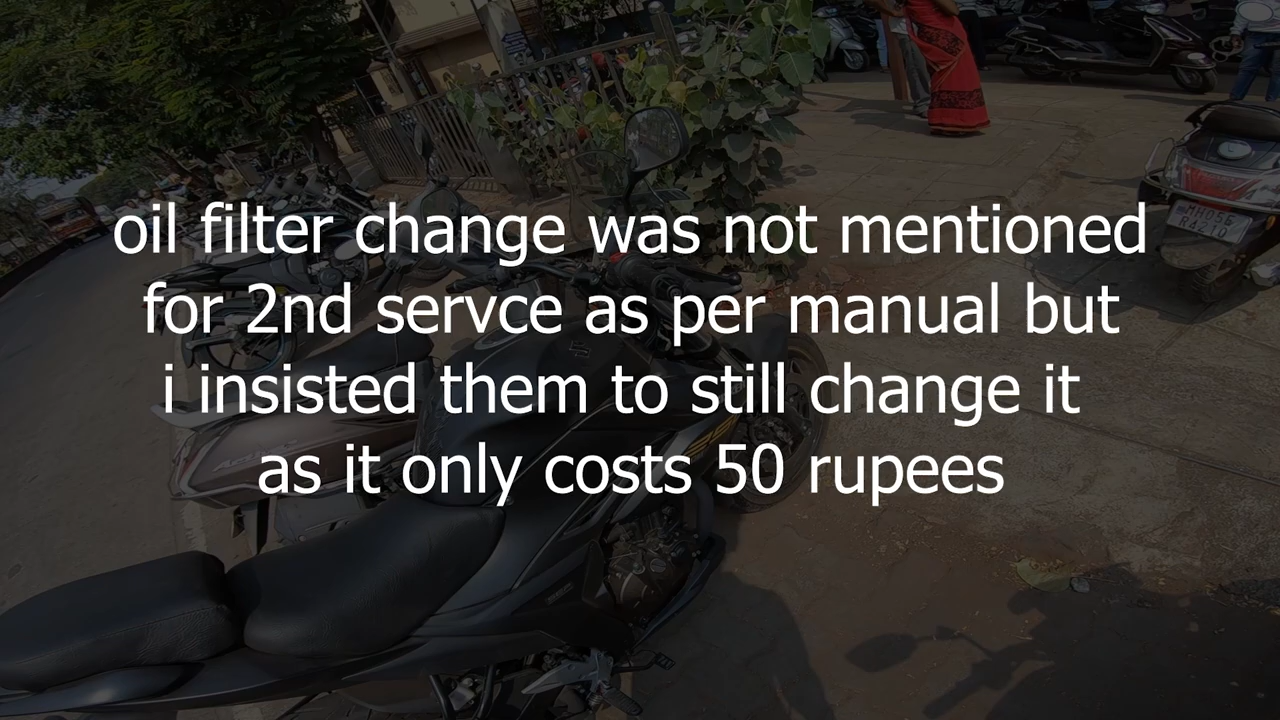 oil filter change was not mentioned
for 2nd servce as per manual but
i insisted them to still change it
as it only costs 50 rupees